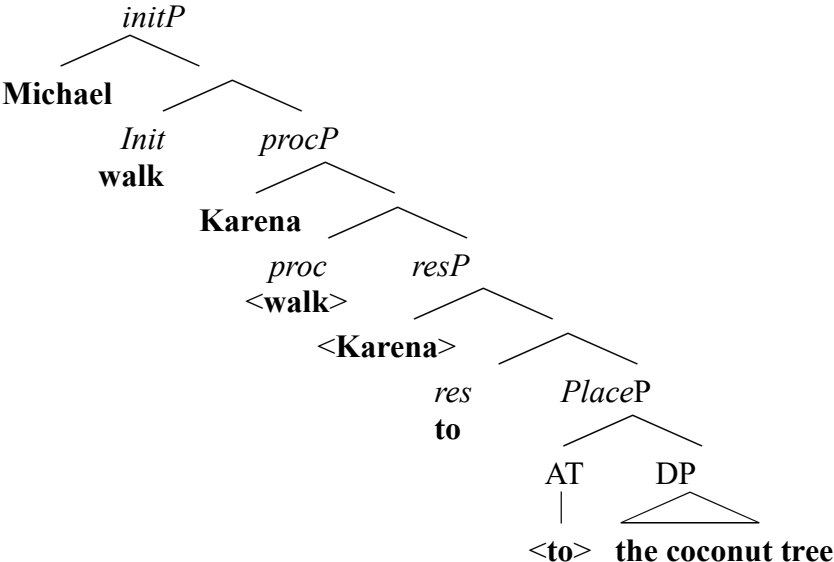 initP
Michael
Init procP
walk
Karena
proc resP
<walk>
<Karena>
res PlaceP
to
AT DP
<to> the coconut tree